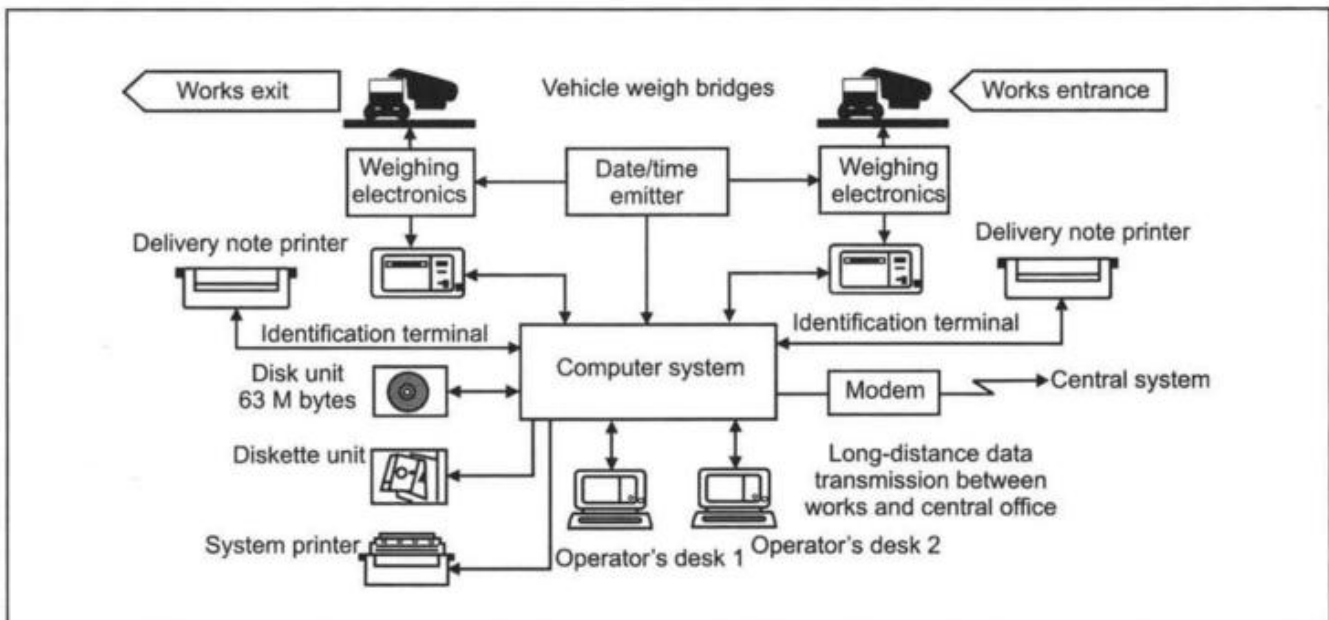 Works exit
Vehicle weigh bridges
Works entrance
Weighing
electronics
Date/time
emitter
Weighing
electronics
Delivery note printer
Delivery note printer
Identification terminal
Identification terminal
Computer system
Disk unit
63 M bytes
Modem
Central system
Diskette unit
Long-distance data
transmission between
works and central office
System printer
Operator's desk 1
Operator's desk 2